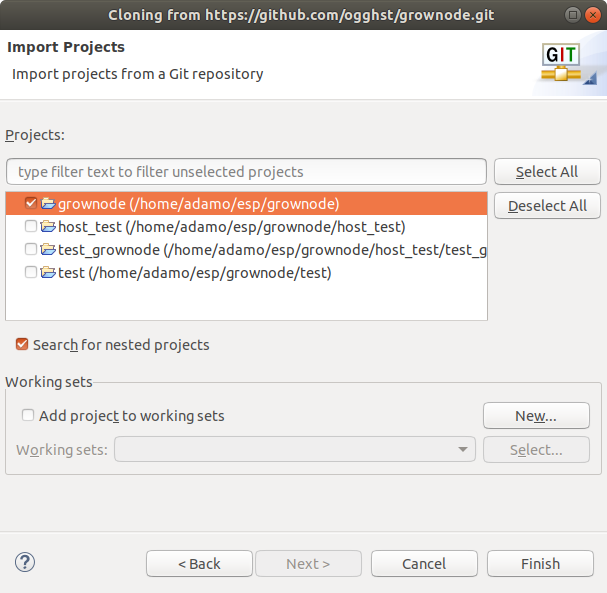 Cloning from https://github.com/ogghst/grownode.git
Import Projects
Import projects from a Git repository
GIT
Projects:
type filter text to filter unselected projects
Select All
grownode (/home/adamo/esp/grownode)
Deselect All
host_test (/home/adamo/esp/grownode/host_test)
test_grownode (/home/adamo/esp/grownode/host_test/test_g
test (/home/adamo/esp/grownode/test)
Search for nested projects
Working sets
Add project to working sets
New...
Working sets:
Select...
?
< Back
Next >
Cancel
Finish